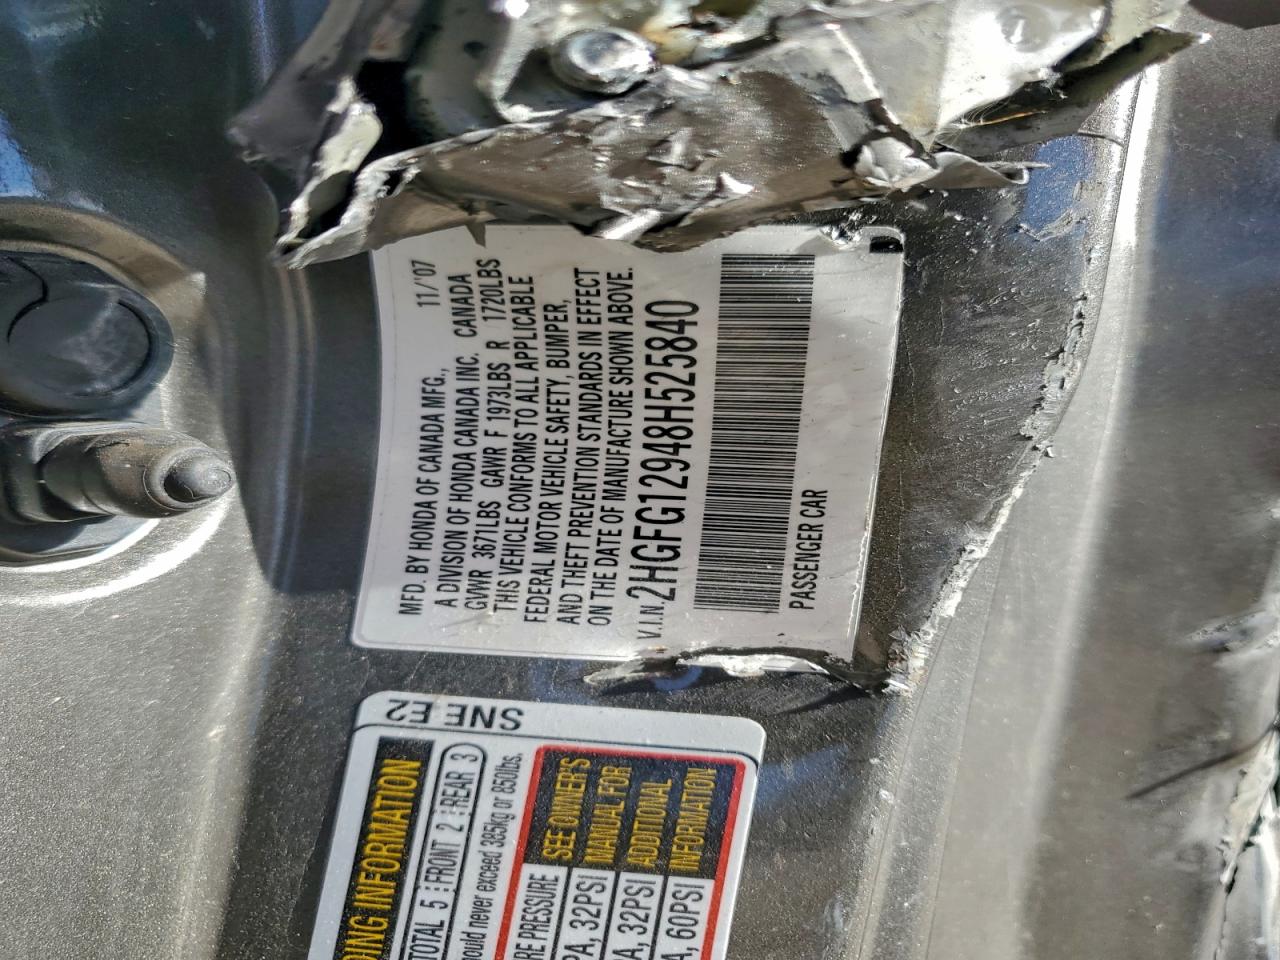 MFD. BY HONDA OF CANADA MFG., 11/'07
A DIVISION OF HONDA CANADA INC. CANADA
GVWR 3671LBS GAWR F 1973LBS R 1720LBS
THIS VEHICLE CONFORMS TO ALL APPLICABLE
FEDERAL MOTOR VEHICLE SAFETY, BUMPER,
AND THEFT PREVENTION STANDARDS IN EFFECT
ON THE DATE OF MANUFACTURE SHOWN ABOVE.
V.I.N. 2HGFG12948H525840
PASSENGER CAR
SNE E2
DING INFORMATION
TOTAL 5 FRONT 2 REAR 3
ould never exceed 385kg or 850lbs.
RE PRESSURE
PA, 32PSI
A, 32PSI
A, 60PSI
SEE OWNER'S
MANUAL FOR
ADDITIONAL
INFORMATION